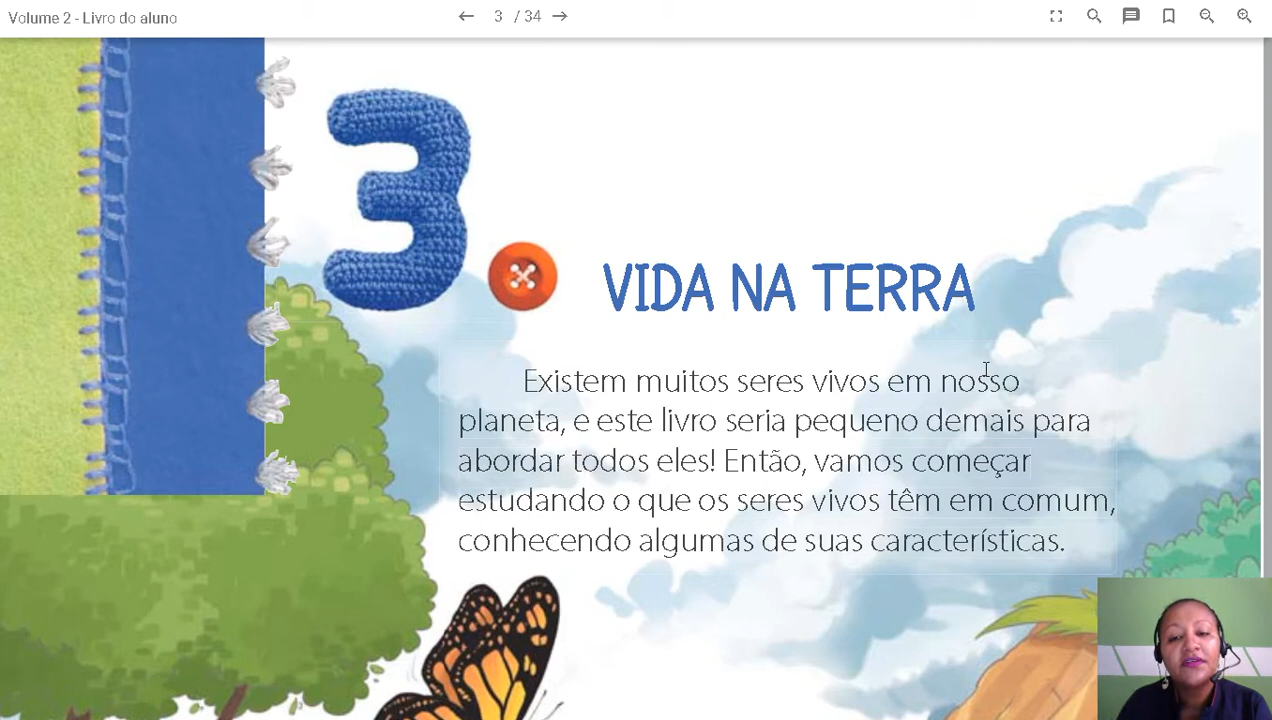 Volume 2 - Livro do aluno
3 / 34
3.
VIDA NA TERRA
Existem muitos seres vivos em nosso
planeta, e este livro seria pequeno demais para
abordar todos eles! Então, vamos começar
estudando o que os seres vivos têm em comum,
conhecendo algumas de suas características.